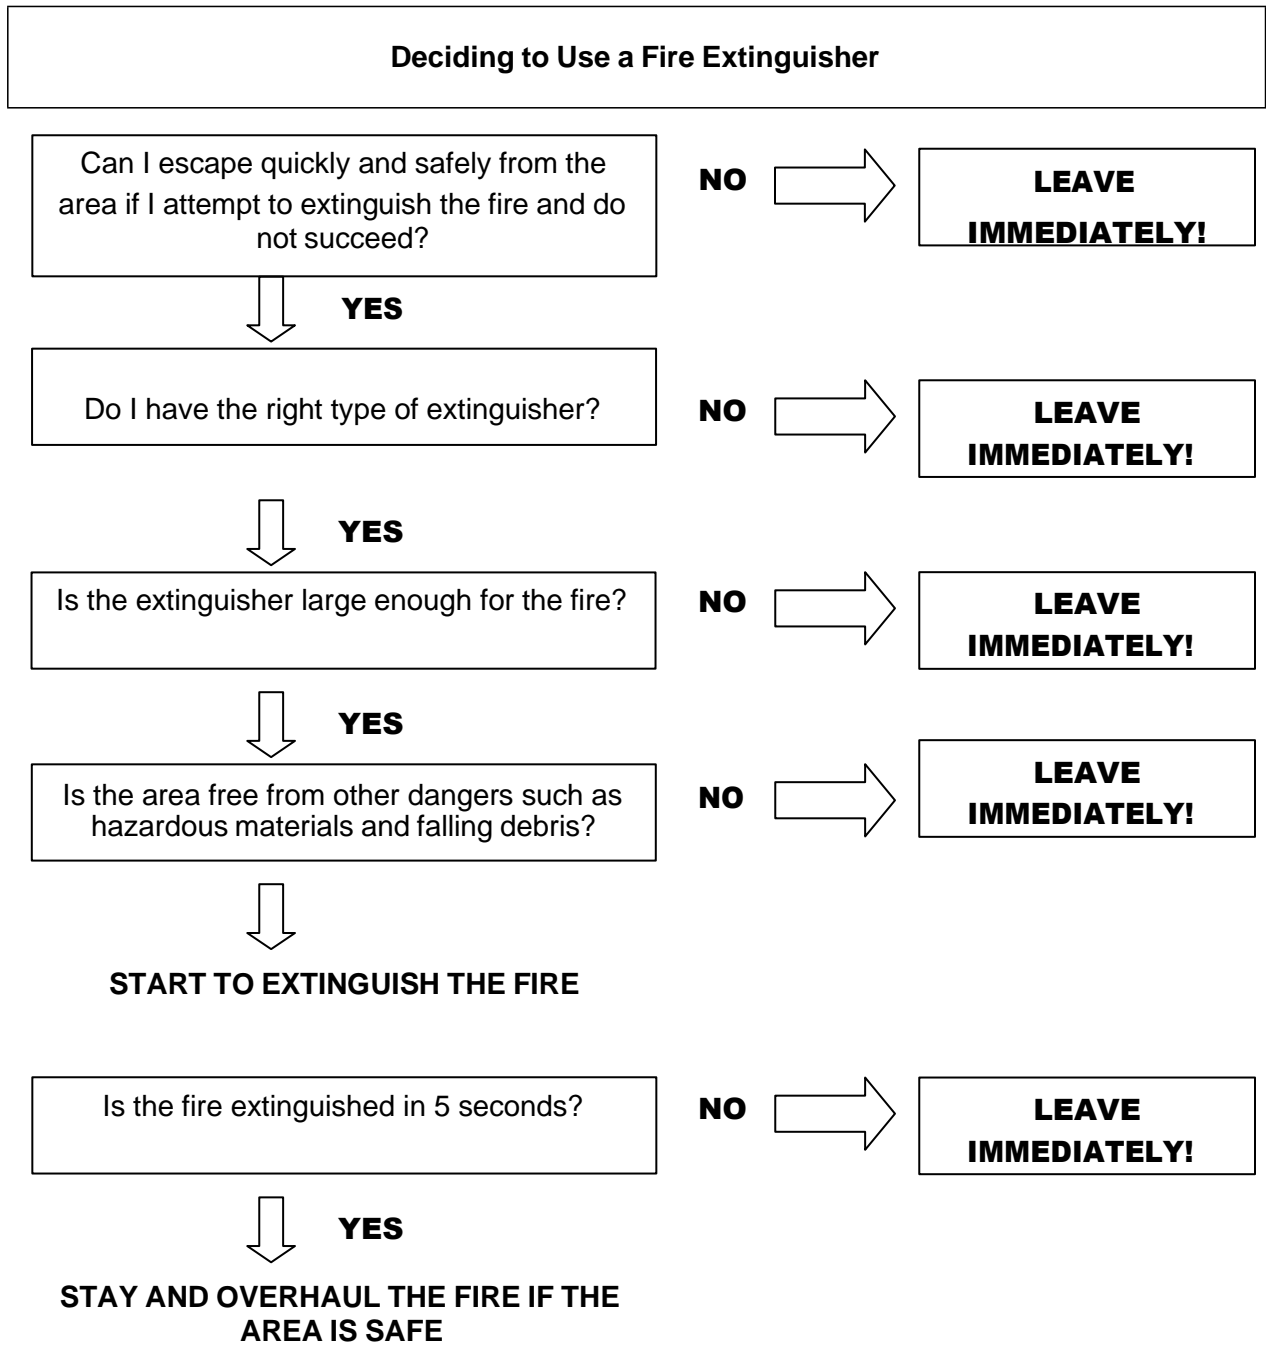 Deciding to Use a Fire Extinguisher
Can I escape quickly and safely from the
area if I attempt to extinguish the fire and do
not succeed?
NO
LEAVE
IMMEDIATELY!
YES
Do I have the right type of extinguisher?
NO
LEAVE
IMMEDIATELY!
YES
Is the extinguisher large enough for the fire?
NO
LEAVE
IMMEDIATELY!
YES
Is the area free from other dangers such as
hazardous materials and falling debris?
NO
LEAVE
IMMEDIATELY!
START TO EXTINGUISH THE FIRE
Is the fire extinguished in 5 seconds?
NO
LEAVE
IMMEDIATELY!
YES
STAY AND OVERHAUL THE FIRE IF THE
AREA IS SAFE